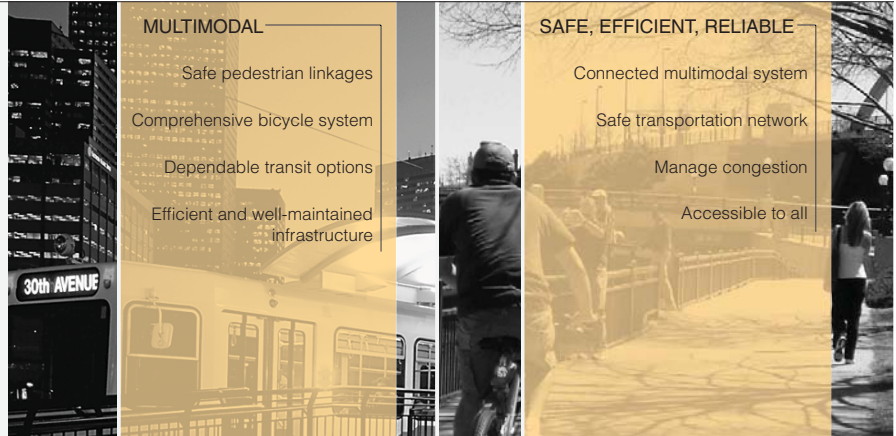 MULTIMODAL
Safe pedestrian linkages
Comprehensive bicycle system
Dependable transit options
Efficient and well-maintained
infrastructure
30th AVENUE
SAFE, EFFICIENT, RELIABLE
Connected multimodal system
Safe transportation network
Manage congestion
Accessible to all